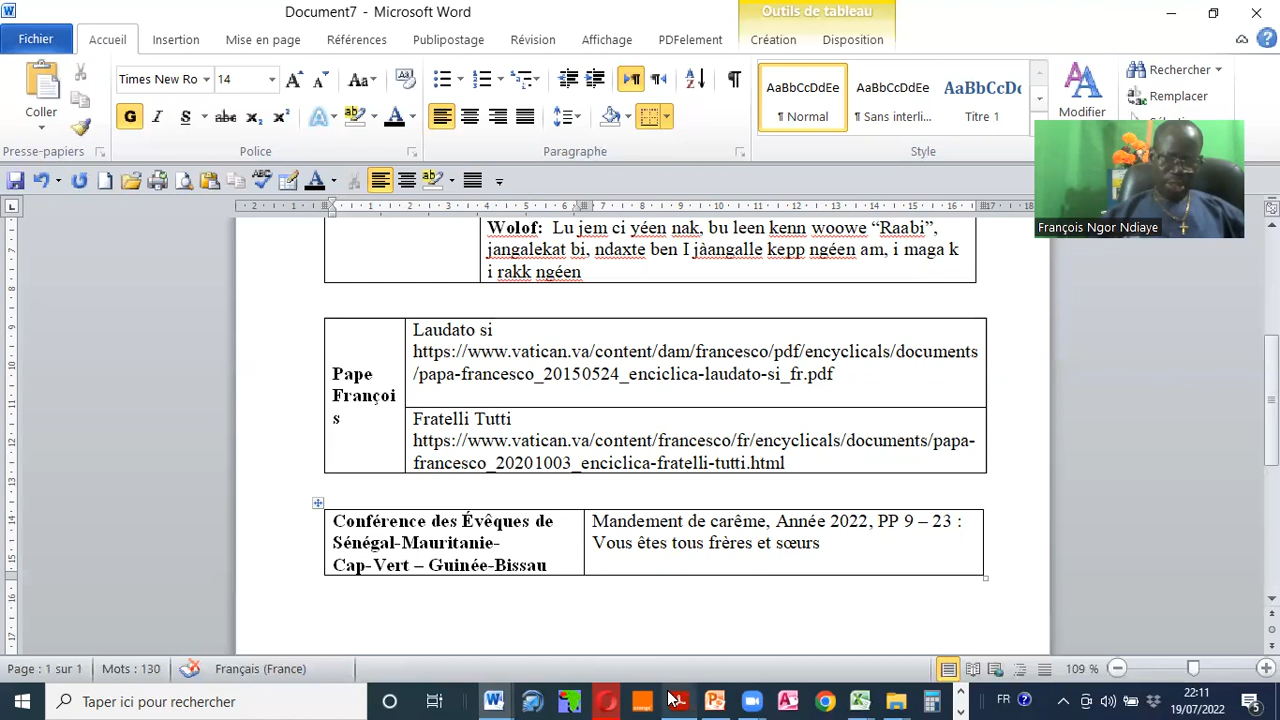 Document7 - Microsoft Word
Outils de tableau
Fichier
Accueil
Insertion
Mise en page
Références
Publipostage
Révision
Affichage
PDFelement
Création
Disposition
Times New Ro
14
Aa
Coller
G I S abc x₂ x²
AaBbCcDdEe
AaBbCcDdEe
AaBbCcDc
¶ Normal
¶ Sans interli...
Titre 1
Modifier
Rechercher
Remplacer
Presse-papiers
Police
Paragraphe
Style
François Ngor Ndiaye
Wolof: Lu jem ci yéen nak, bu leen kenn woowe “Raabi”,
jangalekat bi, ndaxte ben I jàangalle kepp ngéen am, i maga k
i rakk ngéen
Pape
Françoi
s
Laudato si
https://www.vatican.va/content/dam/francesco/pdf/encyclicals/documents
/papa-francesco_20150524_enciclica-laudato-si_fr.pdf
Fratelli Tutti
https://www.vatican.va/content/francesco/fr/encyclicals/documents/papa-
francesco_20201003_enciclica-fratelli-tutti.html
Conférence des Évêques de
Sénégal-Mauritanie-
Cap-Vert – Guinée-Bissau
Mandement de carême, Année 2022, PP 9 – 23 :
Vous êtes tous frères et sœurs
Page : 1 sur 1
Mots : 130
Français (France)
109 %
Taper ici pour rechercher
FR
22:11
19/07/2022
5